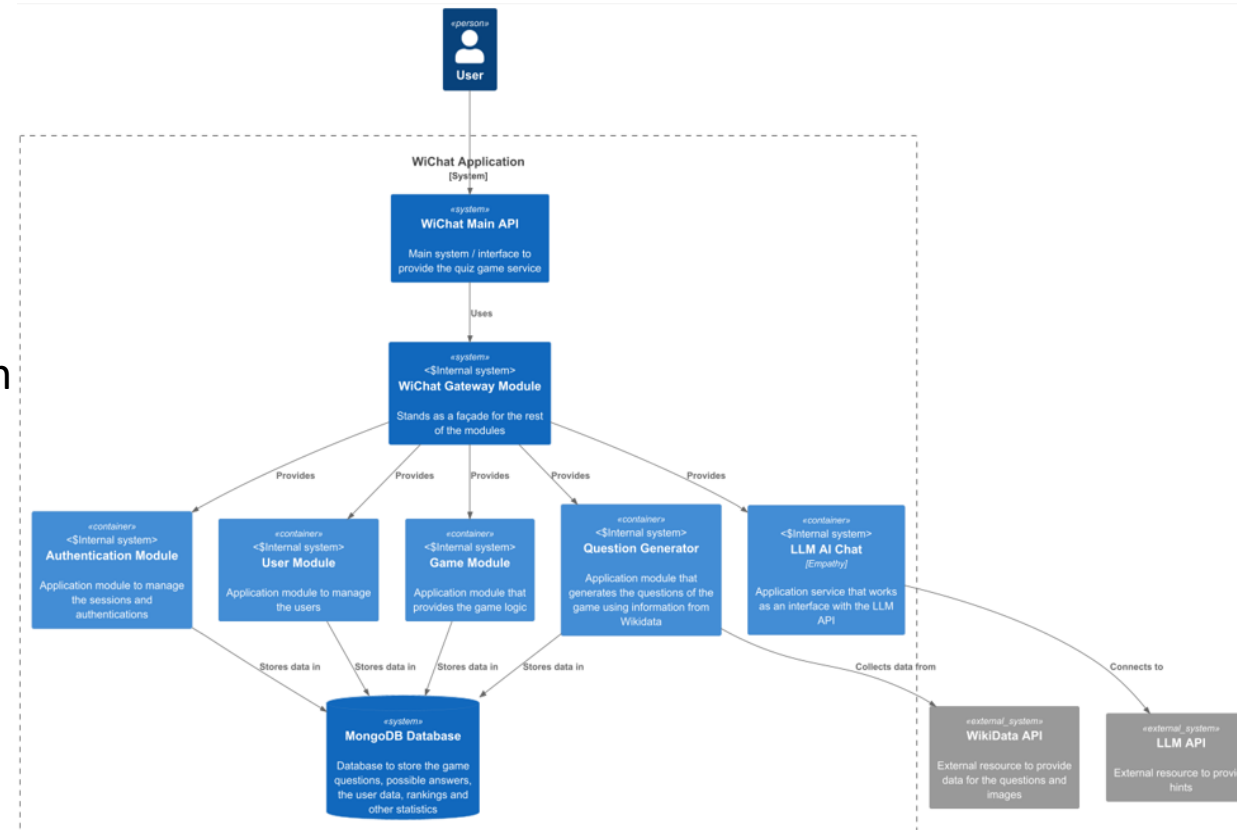 «person»
User
WiChat Application
[System]
«system»
WiChat Main API
Main system / interface to
provide the quiz game service
Uses
n
«system»
<$Internal system>
WiChat Gateway Module
Stands as a façade for the rest
of the modules
Provides
Provides
Provides
Provides
Provides
«container»
<$Internal system>
Authentication Module
Application module to manage
the sessions and
authentications
«container»
<$Internal system>
User Module
Application module to manage
the users
«container»
<$Internal system>
Game Module
Application module that
provides the game logic
«container»
<$Internal system>
Question Generator
Application module that
generates the questions of the
game using information from
Wikidata
«container»
<$Internal system>
LLM AI Chat
[Empathy]
Application service that works
as an interface with the LLM
API
Stores data in
Stores data in
Stores data in
Stores data in
Collects data from
Connects to
«system»
MongoDB Database
Database to store the game
questions, possible answers,
the user data, rankings and
other statistics
«external_system»
WikiData API
External resource to provide
data for the questions and
images
«external_system»
LLM API
External resource to provi
hints